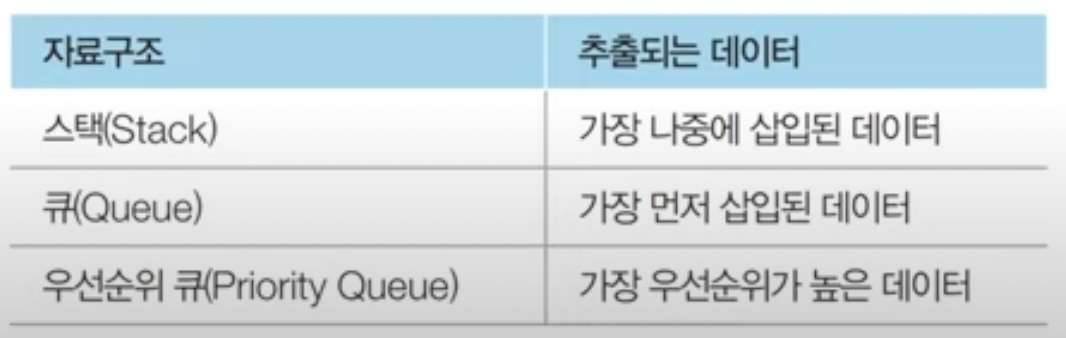 자료구조 추출되는 데이터
스택(Stack) 가장 나중에 삽입된 데이터
큐(Queue) 가장 먼저 삽입된 데이터
우선순위 큐(Priority Queue) 가장 우선순위가 높은 데이터